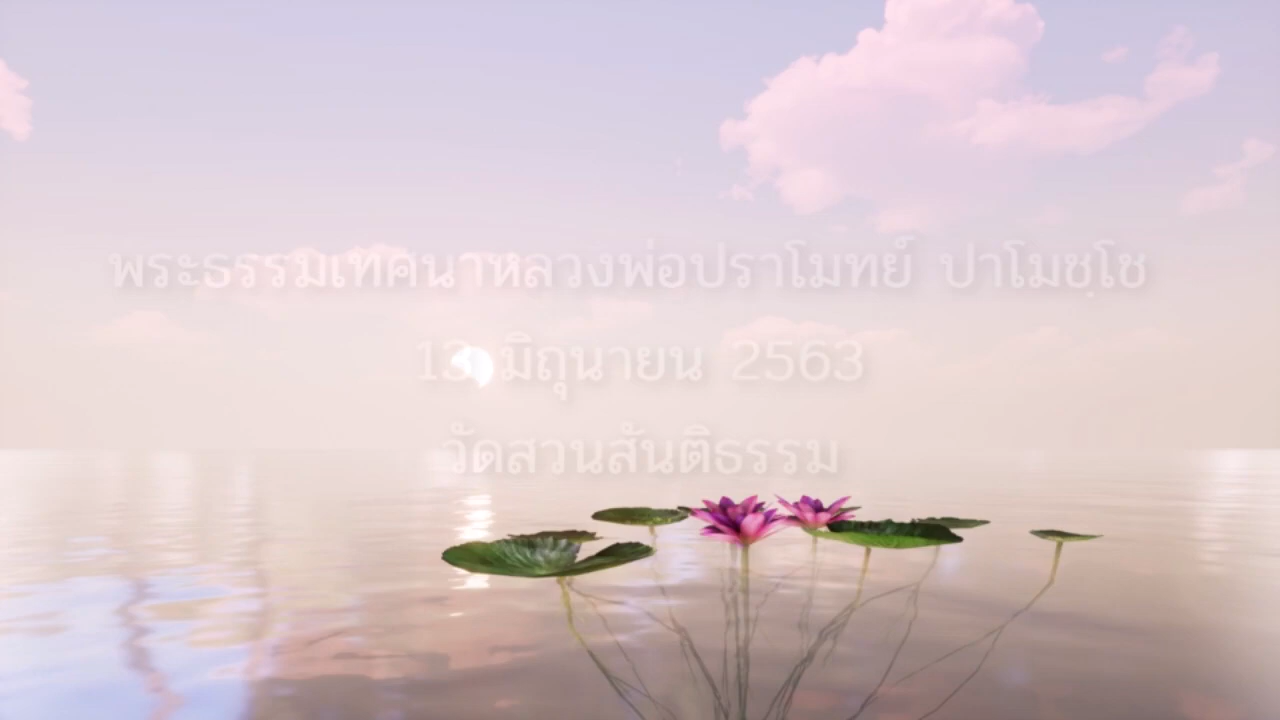 พระธรรมเทศนาหลวงพ่อปราโมทย์ ปาโมชฺโช
13 มิถุนายน 2563
วัดสวนสันติธรรม